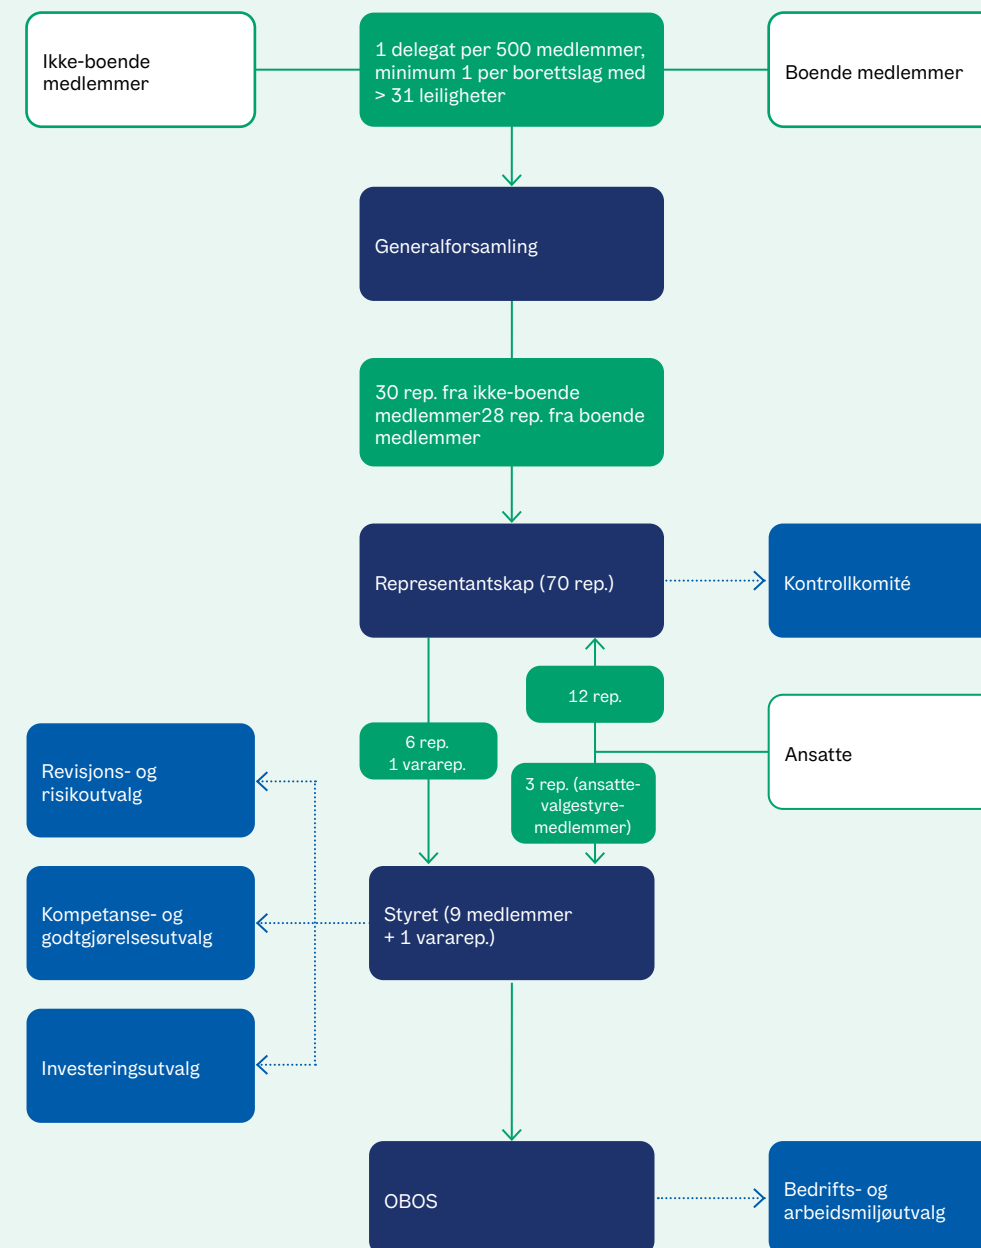 Ikke-boende
medlemmer
1 delegat per 500 medlemmer,
minimum 1 per borettslag med
> 31 leiligheter
Boende medlemmer
Generalforsamling
30 rep. fra ikke-boende
medlemmer28 rep. fra boende
medlemmer
Representantskap (70 rep.)
Kontrollkomité
12 rep.
6 rep.
1 vararep.
Ansatte
3 rep. (ansatte-
valgestyre-
medlemmer)
Revisjons- og
risikoutvalg
Styret (9 medlemmer
+ 1 vararep.)
Kompetanse- og
godtgjørelsesutvalg
Investeringsutvalg
OBOS
Bedrifts- og
arbeidsmiljøutvalg